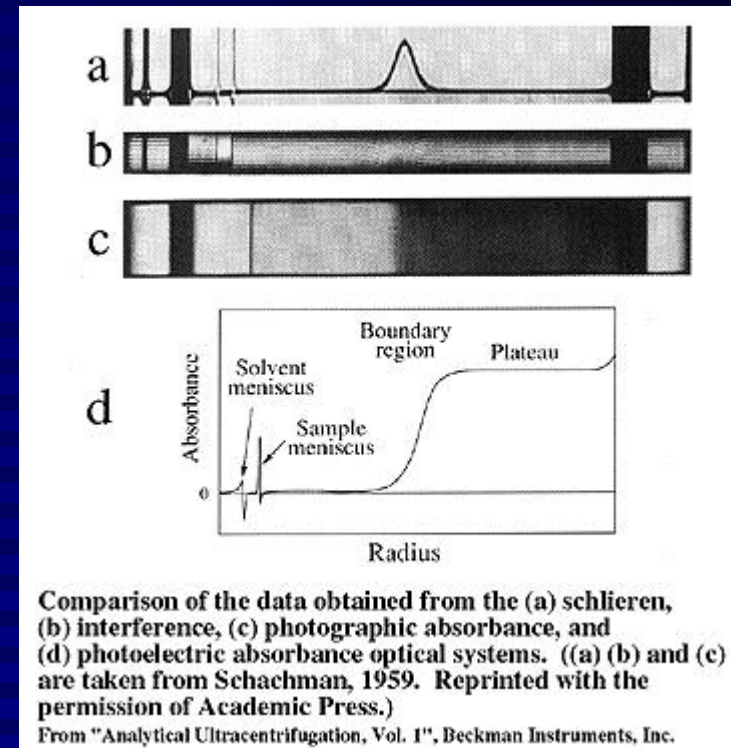 a
b
c
d
Boundary
region
Plateau
Solvent
meniscus
Sample
meniscus
Absorbance
0
Radius
Comparison of the data obtained from the (a) schlieren,
(b) interference, (c) photographic absorbance, and
(d) photoelectric absorbance optical systems. ((a) (b) and (c)
are taken from Schachman, 1959. Reprinted with the
permission of Academic Press.)
From "Analytical Ultracentrifugation, Vol. 1", Beckman Instruments, Inc.